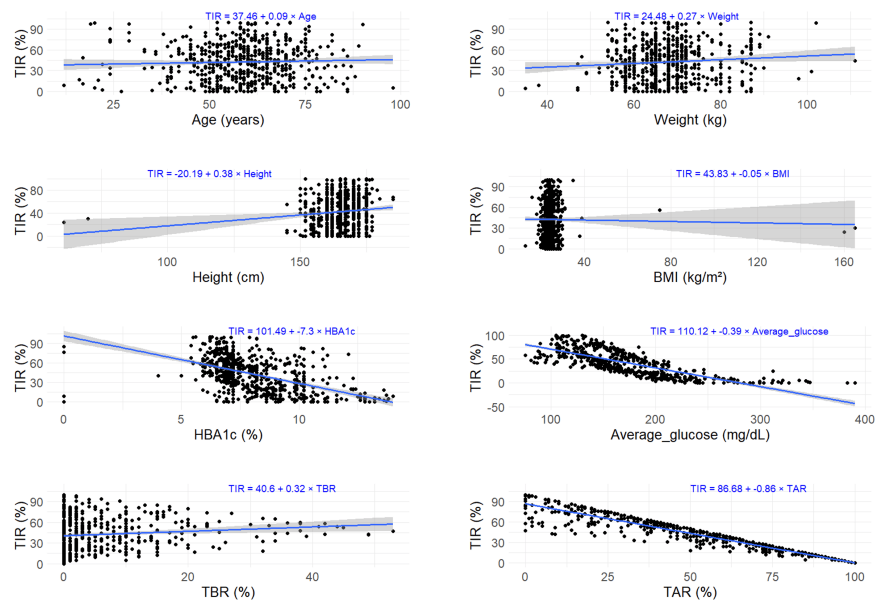 TIR = 37.46 + 0.09 × Age
TIR (%)
90
60
30
0
25
50
75
100
Age (years)
TIR = 24.48 + 0.27 × Weight
TIR (%)
90
60
30
0
40
60
80
100
Weight (kg)
TIR = -20.19 + 0.38 × Height
TIR (%)
80
40
0
100
150
Height (cm)
TIR = 43.83 + -0.05 × BMI
TIR (%)
90
60
30
0
40
80
120
160
BMI (kg/m²)
TIR = 101.49 + -7.3 × HBA1c
TIR (%)
90
60
30
0
0
5
10
HBA1c (%)
TIR = 110.12 + -0.39 × Average_glucose
TIR (%)
100
50
0
-50
100
200
300
400
Average_glucose (mg/dL)
TIR = 40.6 + 0.32 × TBR
TIR (%)
90
60
30
0
0
20
40
TBR (%)
TIR = 86.68 + -0.86 × TAR
TIR (%)
90
60
30
0
0
25
50
75
100
TAR (%)